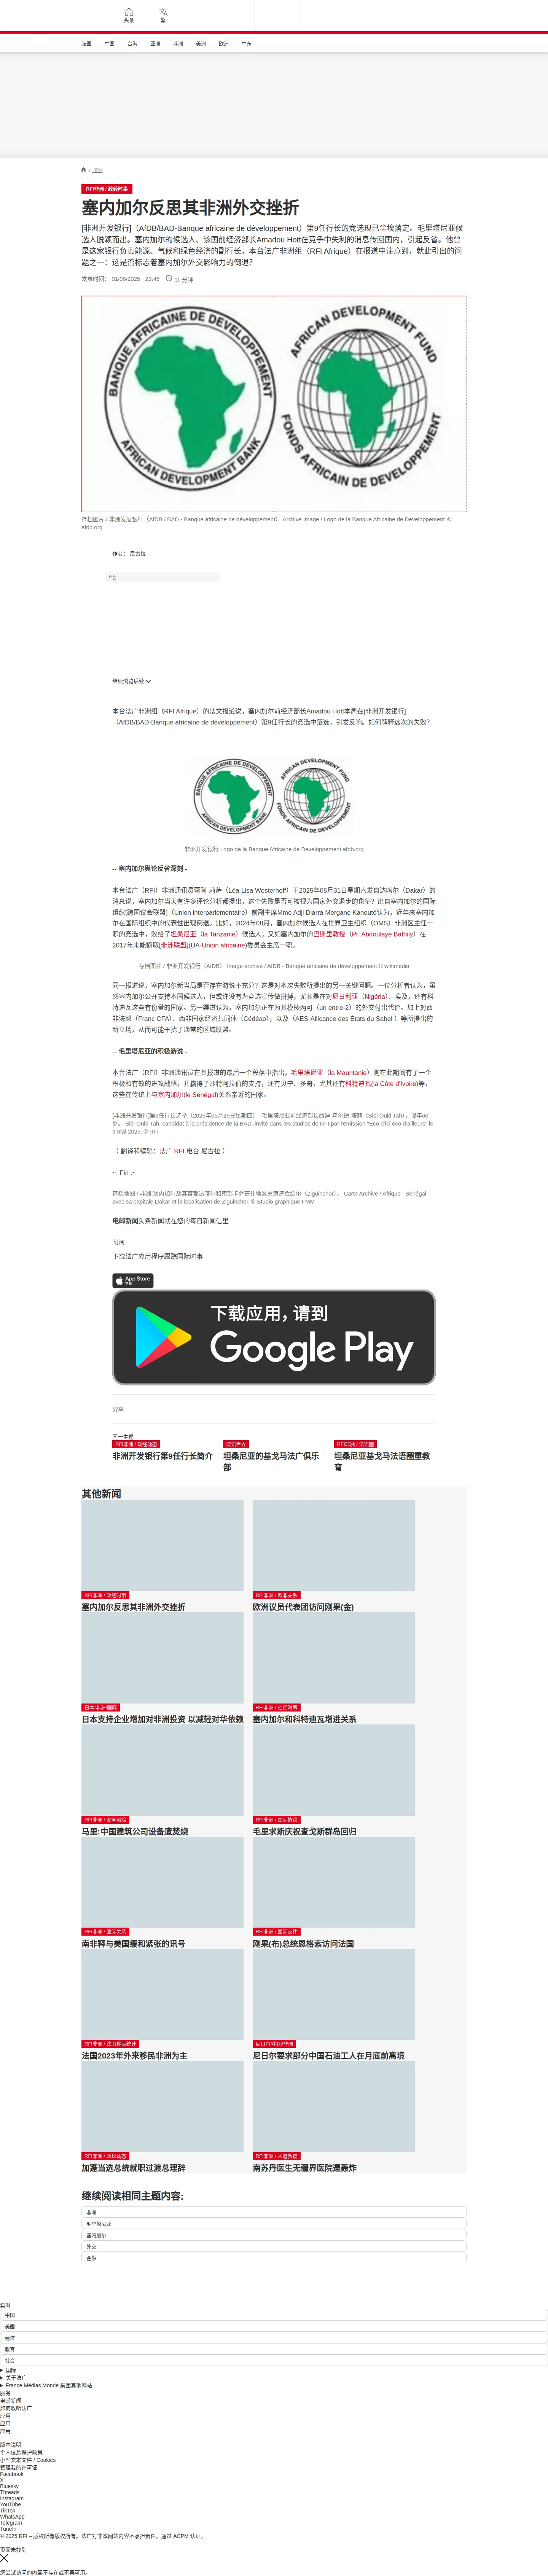 头条
繁
法国 中国 台海 亚洲 非洲 美洲 欧洲 中东
/ 非洲
RFI非洲 / 政经时事
塞内加尔反思其非洲外交挫折
[非洲开发银行]（AfDB/BAD-Banque africaine de développement）第9任行长的竞选现已尘埃落定。毛里塔尼亚候
选人脱颖而出。塞内加尔的候选人、该国前经济部长Amadou Hott在竞争中失利的消息传回国内，引起反省。他曾
是这家银行负责能源、气候和绿色经济的副行长。本台法广非洲组（RFI Afrique）在报道中注意到，就此引出的问
题之一：这是否标志着塞内加尔外交影响力的倒退?
发表时间： 01/06/2025 - 23:46 11 分钟
BANQUE AFRICAINE DE DEVELOPPEMENT
AFRICAN DEVELOPMENT BANK
AFRICAN DEVELOPMENT FUND
FONDS AFRICAIN DE DEVELOPPEMENT
存档图片 / 非洲发展银行（AfDB / BAD - Banque africaine de développement） Archive Image / Logo de la Banque Africaine de Developpement ©
afdb.org
作者： 尼古拉
广告
继续浏览后续
本台法广非洲组（RFI Afrique）的法文报道说，塞内加尔前经济部长Amadou Hott本周在[非洲开发银行]
（AfDB/BAD-Banque africaine de développement）第9任行长的竞选中落选，引发反响。如何解释这次的失败?
BANQUE AFRICAINE DE DEVELOPPEMENT
AFRICAN DEVELOPMENT BANK
AFRICAN DEVELOPMENT FUND
FONDS AFRICAIN DE DEVELOPPEMENT
非洲开发银行 Logo de la Banque Africaine de Developpement afdb.org
-- 塞内加尔舆论反省深刻 -
本台法广（RFI）非洲通讯员蕾阿-莉萨（Léa-Lisa Westerhoff）于2025年05月31日星期六发自达喀尔（Dakar）的
消息说，塞内加尔当天有许多评论分析都提出，这个失败是否可被视为国家外交退步的象征？出自塞内加尔的国际
组织[跨国议会联盟]（Union interparlementaire）前副主席Mme Adji Diarra Mergane Kanouté认为，近年来塞内加
尔在国际组织中的代表性出现倒退。比如，2024年08月，塞内加尔候选人在世界卫生组织（OMS）非洲区主任一
职的竞选中，败给了坦桑尼亚（la Tanzanie）候选人；又如塞内加尔的巴斯里教授（Pr. Abdoulaye Bathily）在
2017年未能摘取[非洲联盟](UA-Union africaine)委员会主席一职。
存档图片 / 非洲开发银行（AfDB） Image archive / AfDB - Banque africaine de développement © wikimédia
同一报道说，塞内加尔新当局是否存在游说不充分？这是对本次失败所提出的另一关键问题。一位分析者认为，虽
然塞内加尔公开支持本国候选人，但或许没有为竞选宣传做拼搏，尤其是在对尼日利亚（Nigéria）、埃及，还有科
特迪瓦这些有份量的国家。另一渠道认为，塞内加尔正在为其模棱两可（un entre-2）的外交付出代价，加上对西
非法郎（Franc CFA）、西非国家经济共同体（Cédéao），以及（AES-Allicance des Etats du Sahel ）等所提出的
新立场，从而可能干扰了通常的区域联盟。
-- 毛里塔尼亚的积极游说 -
本台法广（RFI）非洲通讯员在其报道的最后一个段落中指出，毛里塔尼亚（la Mauritanie）则在此期间有了一个
积极和有效的进攻战略，并赢得了沙特阿拉伯的支持，还有贝宁、多哥，尤其还有科特迪瓦(la Côte d'Ivoire)等，
这些在传统上与塞内加尔(le Sénégal)关系亲近的国家。
[非洲开发银行]第9任行长选举（2025年05月29日星期四）- 毛里塔尼亚前经济部长西迪·乌尔德·塔赫（Sidi Ould Tah），现年60
岁。 Sidi Ould Tah, candidat à la présidence de la BAD, invité dans les studios de RFI par l'émission "Éco d'ici éco d'ailleurs" le
9 mai 2025. © RFI
（ 翻译和编辑：法广 RFI 电台 尼古拉 ）
~. Fin .~
存档地图 / 非洲:塞内加尔及其首都达喀尔和南部卡萨芒什地区重镇济金绍尔（Ziguinchor）。 Carte Archive / Afrique : Sénégal
avec sa capitale Dakar et la localisation de Ziguinchor. © Studio graphique FMM
电邮新闻头条新闻就在您的每日新闻信里
订阅
下载法广应用程序跟踪国际时事
App Store
下载
下载应用，请到
Google Play
分享 :
同一主题
RFI非洲 / 政经动态
非洲开发银行第9任行长简介
法语世界
坦桑尼亚的基戈马法广俱乐
部
RFI非洲 / 法语圈
坦桑尼亚基戈马法语圈重教
育
其他新闻
RFI非洲 / 政经时事
塞内加尔反思其非洲外交挫折
RFI非洲 / 欧非关系
欧洲议员代表团访问刚果(金)
日本/非洲/国际
日本支持企业增加对非洲投资 以减轻对华依赖
RFI非洲 / 社经时事
塞内加尔和科特迪瓦增进关系
RFI非洲 / 安全风险
马里:中国建筑公司设备遭焚烧
RFI非洲 / 国际协议
毛里求斯庆祝查戈斯群岛回归
RFI非洲 / 国际关系
南非释与美国缓和紧张的讯号
RFI非洲 / 国际交往
刚果(布)总统恩格索访问法国
RFI非洲 / 法国移民统计
法国2023年外来移民非洲为主
尼日尔/中国/非洲
尼日尔要求部分中国石油工人在月底前离境
RFI非洲 / 政坛动态
加蓬当选总统就职过渡总理辞
RFI非洲 / 人道救援
南苏丹医生无疆界医院遭轰炸
继续阅读相同主题内容:
非洲
毛里塔尼亚
塞内加尔
外交
金融
实时
中国
美国
经济
教育
社会
国际
关于法广
France Médias Monde 集团其他网站
服务
电邮新闻
如何收听法广
应用
应用
应用
版本说明
个人信息保护政策
小型文本文件 / Cookies
管理我的许可证
Facebook
X
Bluesky
Threads
Instagram
YouTube
TikTok
WhatsApp
Telegram
TuneIn
© 2025 RFI – 版权所有版权所有。法广对非本网站内容不承担责任。通过 ACPM 认证。
页面未找到
您尝试访问的内容不存在或不再可用。